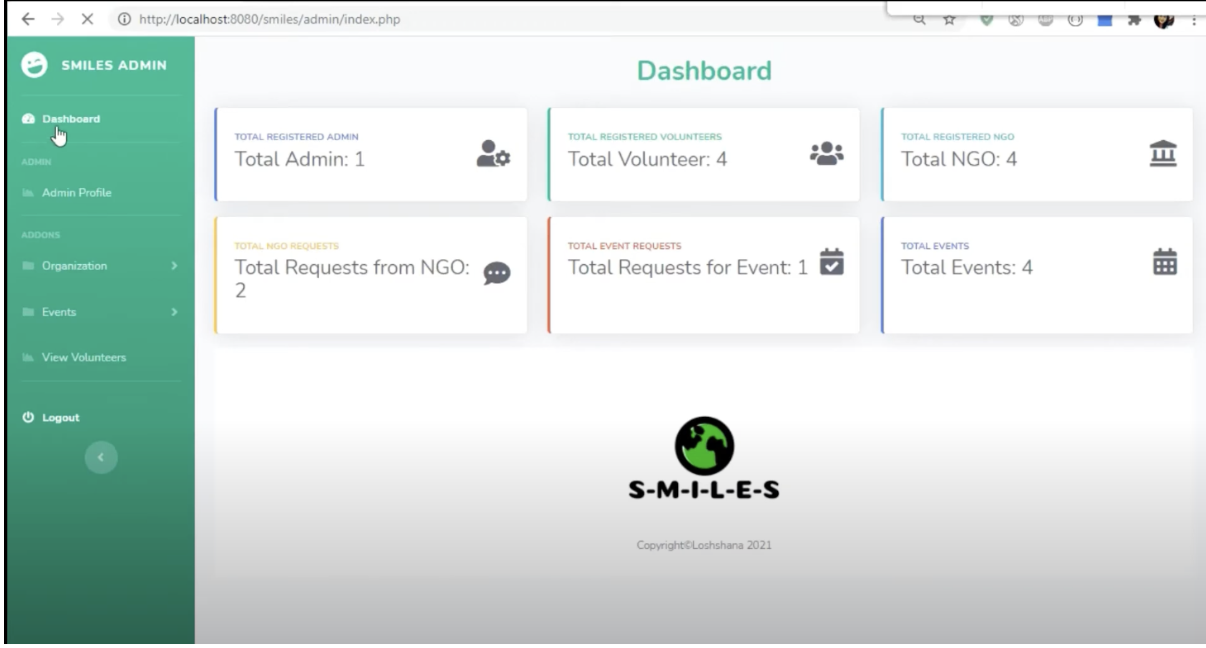 http://localhost:8080/smiles/admin/index.php
SMILES ADMIN
Dashboard
ADMIN
Admin Profile
ADDONS
Organization
Events
View Volunteers
Logout
Dashboard
TOTAL REGISTERED ADMIN
Total Admin: 1
TOTAL REGISTERED VOLUNTEERS
Total Volunteer: 4
TOTAL REGISTERED NGO
Total NGO: 4
TOTAL NGO REQUESTS
Total Requests from NGO:
2
TOTAL EVENT REQUESTS
Total Requests for Event: 1
TOTAL EVENTS
Total Events: 4
S-M-I-L-E-S
Copyright©Loshshana 2021